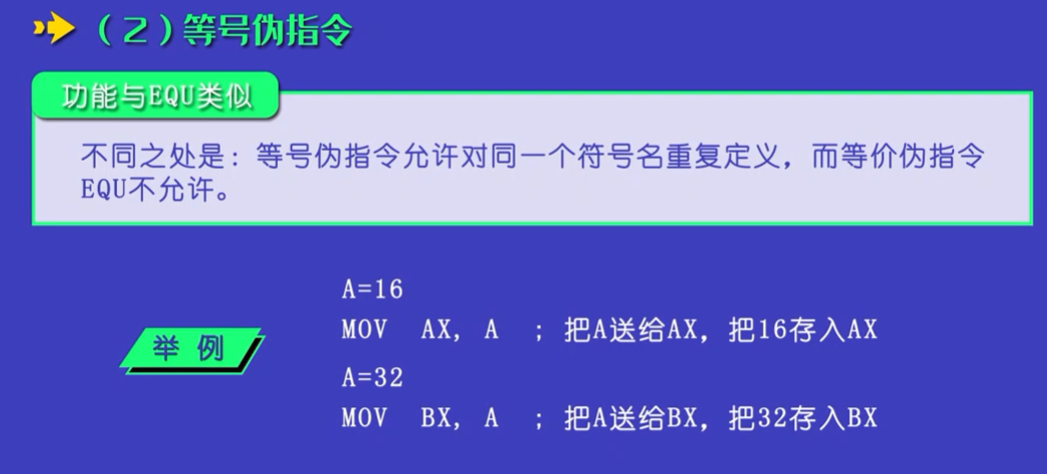 （2）等号伪指令
功能与EQU类似
不同之处是：等号伪指令允许对同一个符号名重复定义，而等价伪指令
EQU不允许。
A=16
MOV AX, A ; 把A送给AX，把16存入AX
举 例
A=32
MOV BX, A ; 把A送给BX，把32存入BX